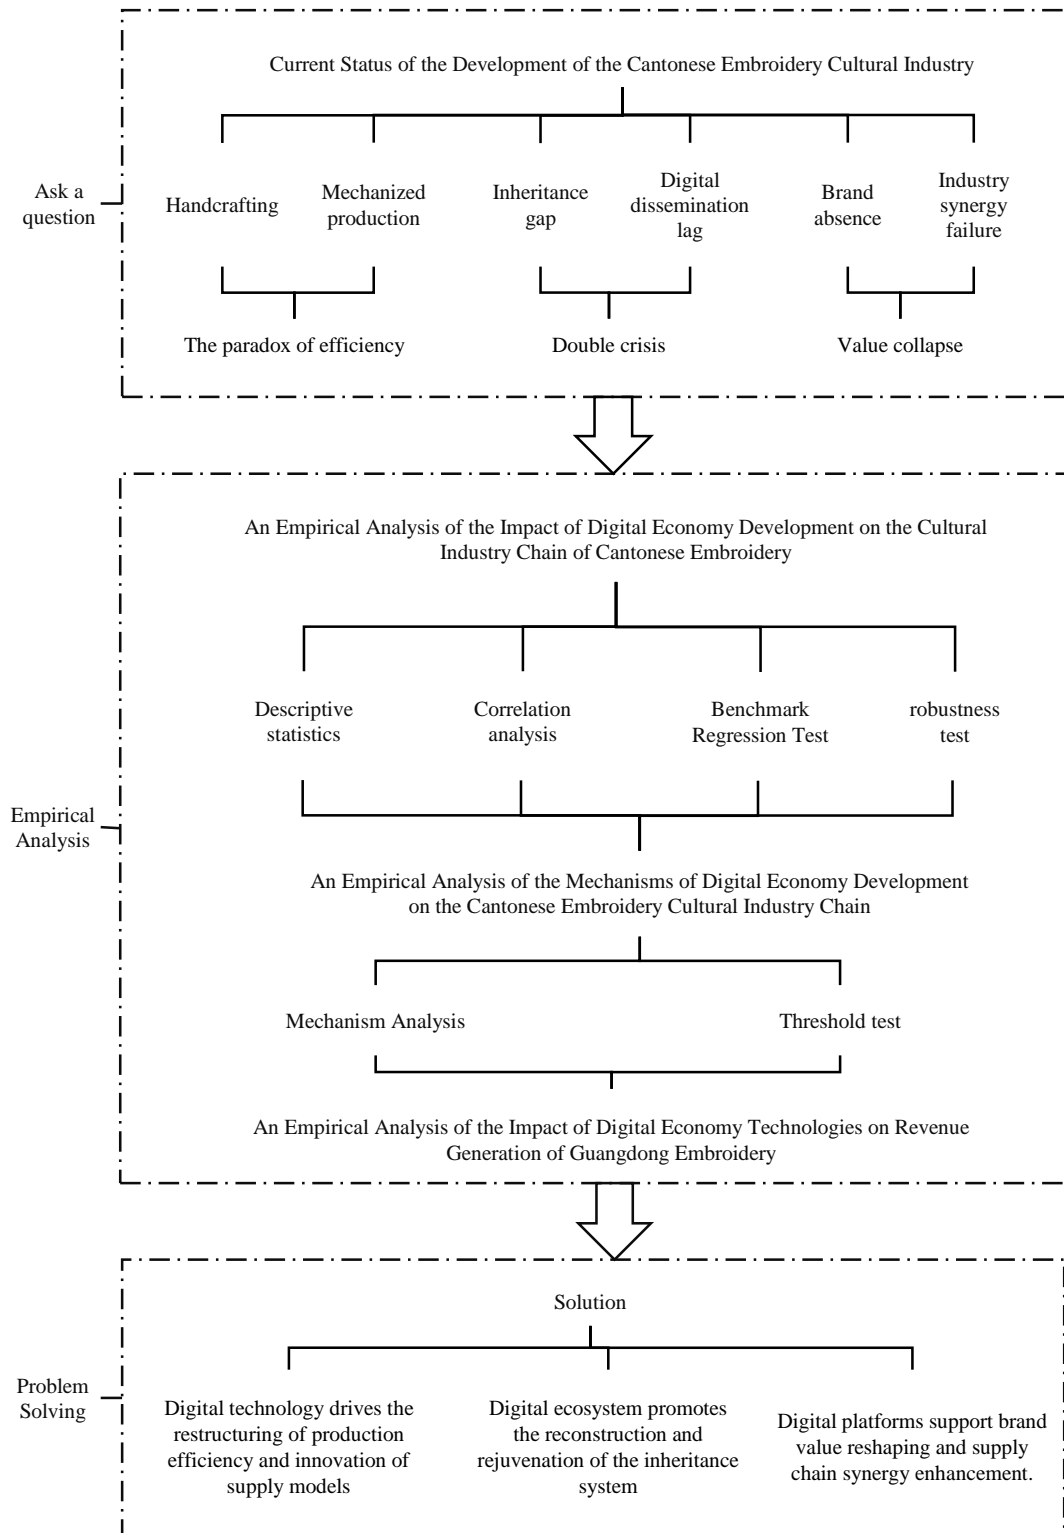 Current Status of the Development of the Cantonese Embroidery Cultural Industry
Ask a
question
Handcrafting
Mechanized
production
Inheritance
gap
Digital
dissemination
lag
Brand
absence
Industry
synergy
failure
The paradox of efficiency
Double crisis
Value collapse
An Empirical Analysis of the Impact of Digital Economy Development on the Cultural
Industry Chain of Cantonese Embroidery
Descriptive
statistics
Correlation
analysis
Benchmark
Regression Test
robustness
test
Empirical
Analysis
An Empirical Analysis of the Mechanisms of Digital Economy Development
on the Cantonese Embroidery Cultural Industry Chain
Mechanism Analysis
Threshold test
An Empirical Analysis of the Impact of Digital Economy Technologies on Revenue
Generation of Guangdong Embroidery
Solution
Problem
Solving
Digital technology drives the
restructuring of production
efficiency and innovation of
supply models
Digital ecosystem promotes
the reconstruction and
rejuvenation of the inheritance
system
Digital platforms support brand
value reshaping and supply
chain synergy enhancement.